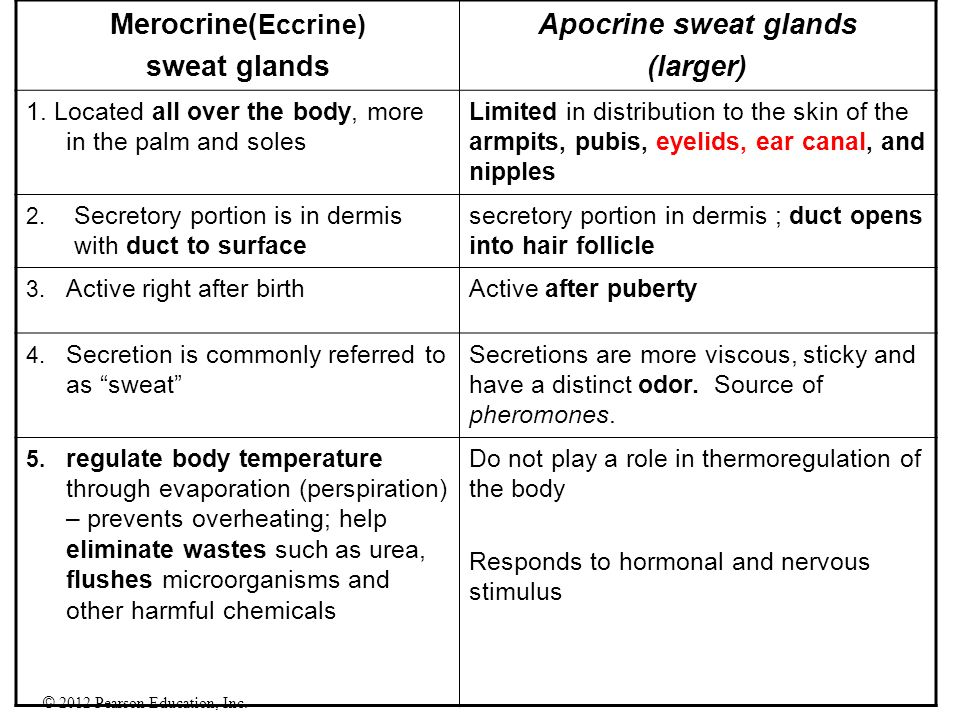 Merocrine(Eccrine)
sweat glands
Apocrine sweat glands
(larger)
1. Located all over the body, more
in the palm and soles
Limited in distribution to the skin of the
armpits, pubis, eyelids, ear canal, and
nipples
2. Secretory portion is in dermis
with duct to surface
secretory portion in dermis ; duct opens
into hair follicle
3. Active right after birth
Active after puberty
4. Secretion is commonly referred to
as “sweat”
Secretions are more viscous, sticky and
have a distinct odor. Source of
pheromones.
5. regulate body temperature
through evaporation (perspiration)
– prevents overheating; help
eliminate wastes such as urea,
flushes microorganisms and
other harmful chemicals
Do not play a role in thermoregulation of
the body
Responds to hormonal and nervous
stimulus
© 2012 Pearson Education, Inc.